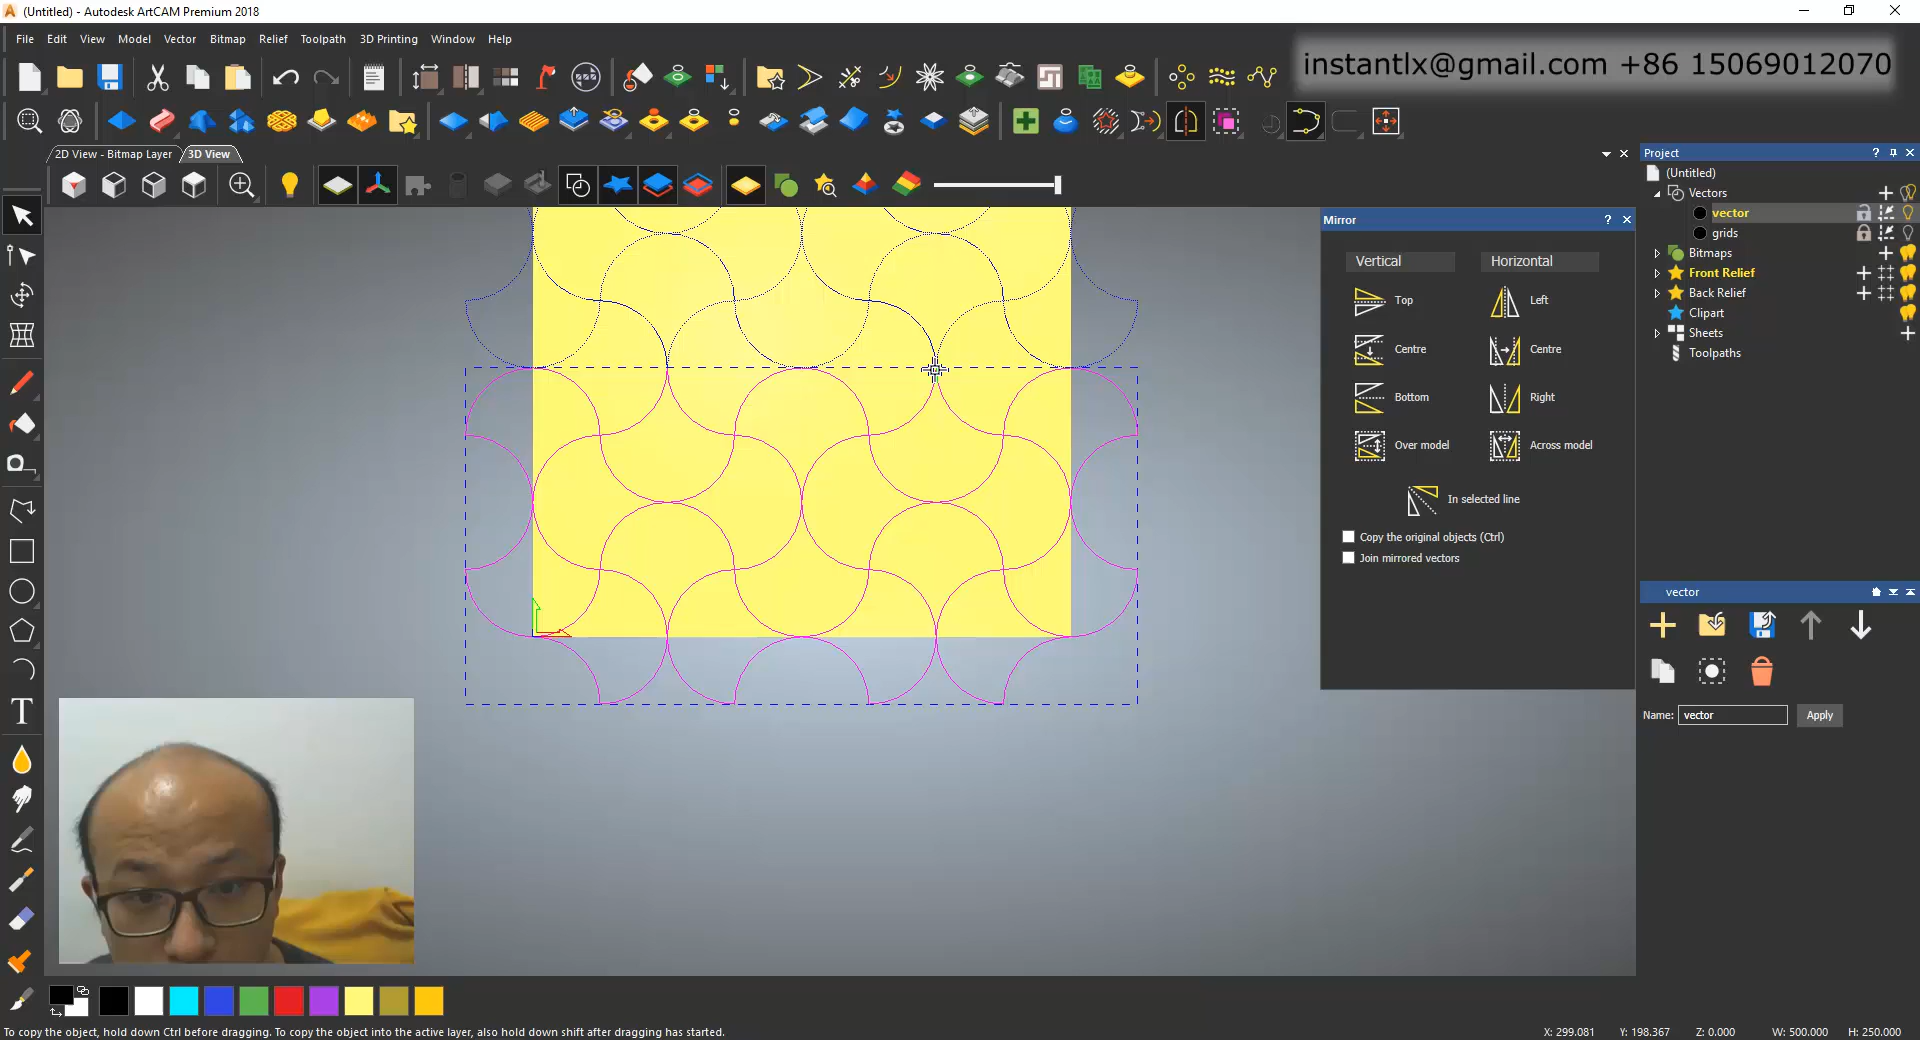 (Untitled) - Autodesk ArtCAM Premium 2018
File Edit View Model Vector Bitmap Relief Toolpath 3D Printing Window Help
instantlx@gmail.com +86 15069012070
2D View - Bitmap Layer 3D View
Project
(Untitled)
Vectors
vector
grids
Bitmaps
Front Relief
Back Relief
Clipart
Sheets
Toolpaths
Mirror
Vertical Horizontal
Top Left
Centre Centre
Bottom Right
Over model Across model
In selected line
Copy the original objects (Ctrl)
Join mirrored vectors
vector
Name: vector Apply
T
To copy the object, hold down Ctrl before dragging. To copy the object into the active layer, also hold down shift after dragging has started.
X: 299.081 Y: 198.367 Z: 0.000 W: 500.000 H: 250.000